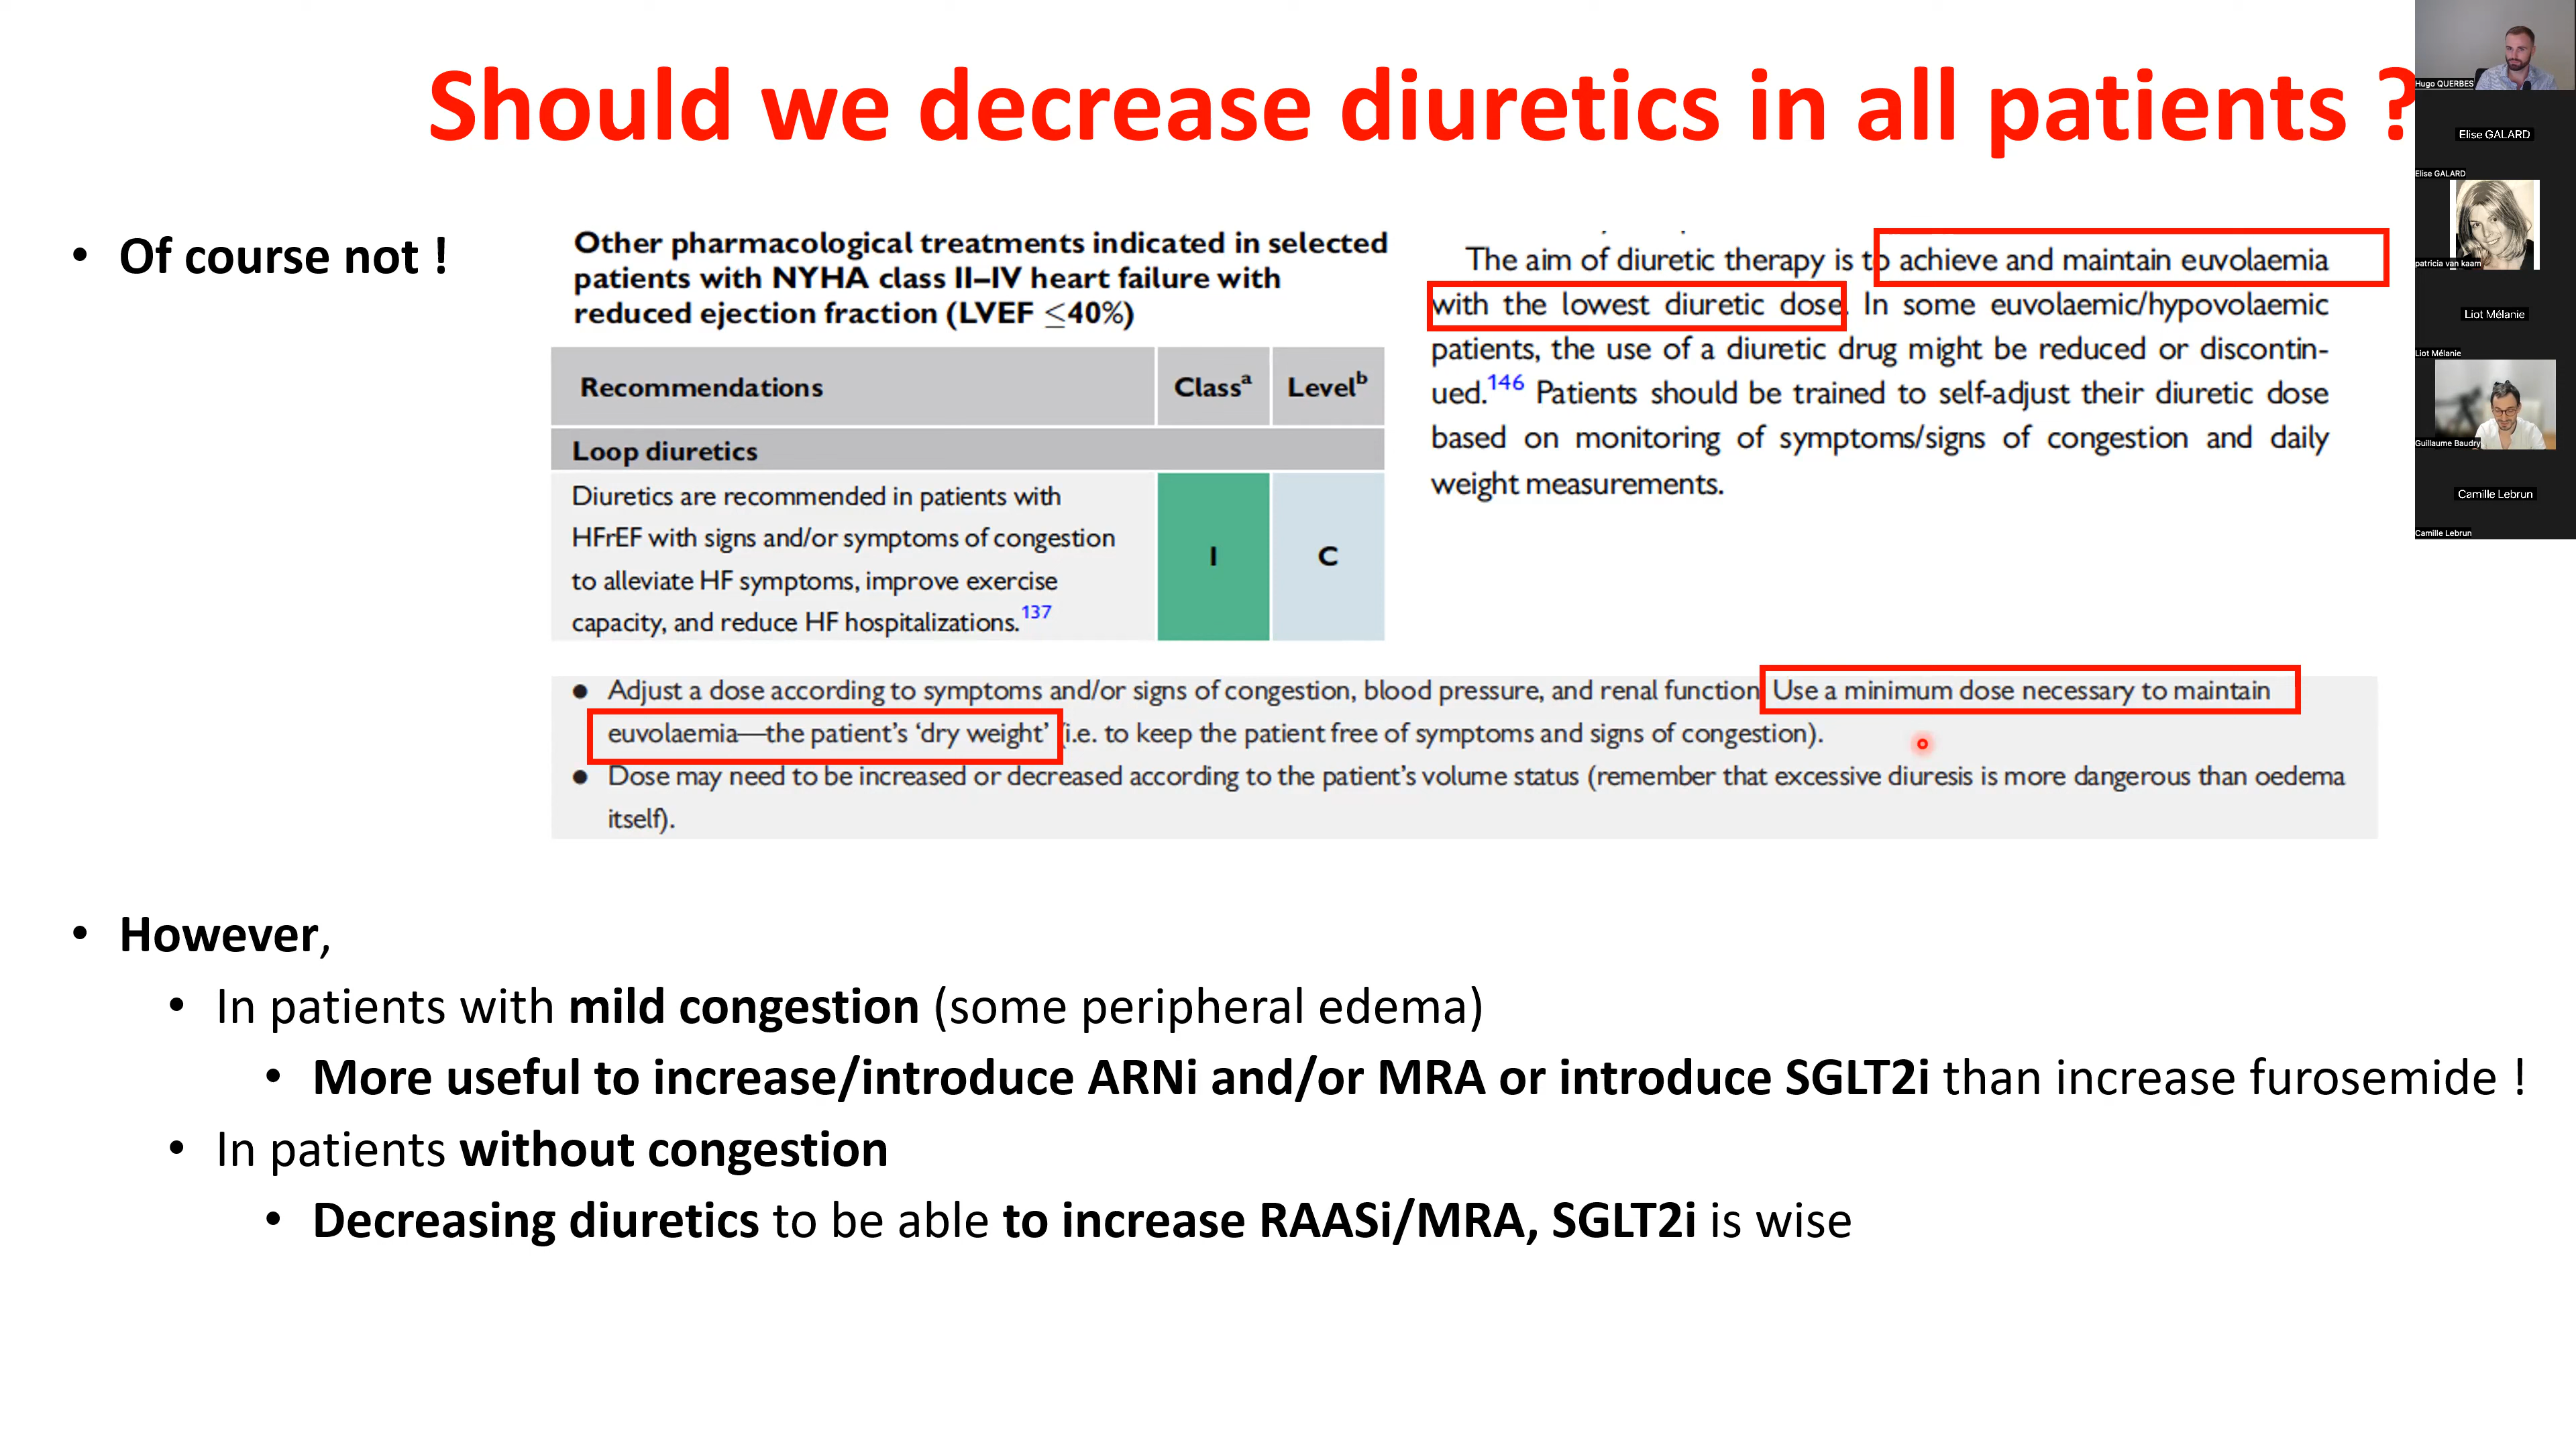 Should we decrease diuretics in all patients ?
• Of course not !
Other pharmacological treatments indicated in selected
patients with NYHA class II–IV heart failure with
reduced ejection fraction (LVEF ≤40%)
Recommendations Classᵃ Levelᵇ
Loop diuretics
Diuretics are recommended in patients with
HFrEF with signs and/or symptoms of congestion
to alleviate HF symptoms, improve exercise
capacity, and reduce HF hospitalizations.¹³⁷
I C
The aim of diuretic therapy is to achieve and maintain euvolaemia
with the lowest diuretic dose. In some euvolaemic/hypovolaemic
patients, the use of a diuretic drug might be reduced or discontin-
ued.¹⁴⁶ Patients should be trained to self-adjust their diuretic dose
based on monitoring of symptoms/signs of congestion and daily
weight measurements.
• Adjust a dose according to symptoms and/or signs of congestion, blood pressure, and renal function. Use a minimum dose necessary to maintain
euvolaemia—the patient's ‘dry weight’ (i.e. to keep the patient free of symptoms and signs of congestion).
• Dose may need to be increased or decreased according to the patient's volume status (remember that excessive diuresis is more dangerous than oedema
itself).
• However,
• In patients with mild congestion (some peripheral edema)
• More useful to increase/introduce ARNi and/or MRA or introduce SGLT2i than increase furosemide !
• In patients without congestion
• Decreasing diuretics to be able to increase RAASi/MRA, SGLT2i is wise
Hugo QUERBES
Elise GALARD
Elise GALARD
patricia van kaam
Liot Mélanie
Liot Mélanie
Guillaume Baudry
Camille Lebrun
Camille Lebrun